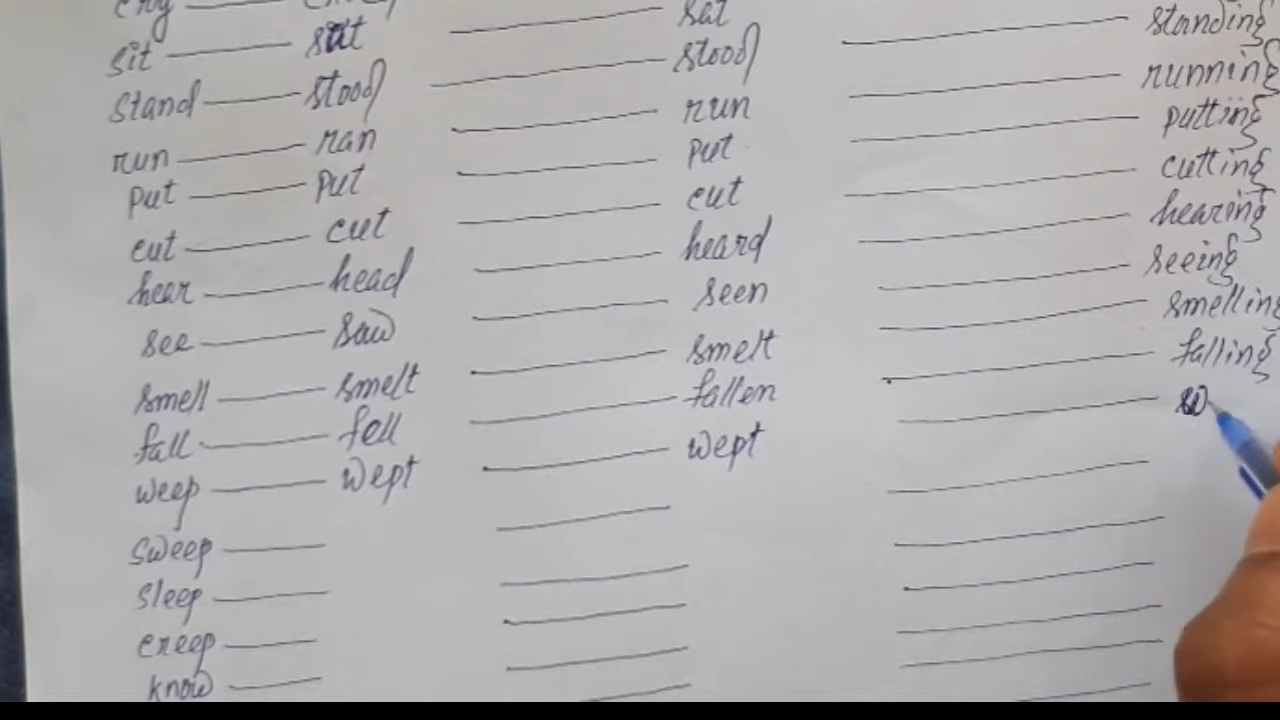 cry
sit sat sat standing
stand stood stood running
run ran run putting
put put put cutting
cut cut cut hearing
hear head heard seeing
see saw seen smelling
smell smelt smelt falling
fall fell fallen
weep wept wept
sweep
sleep
creep
know